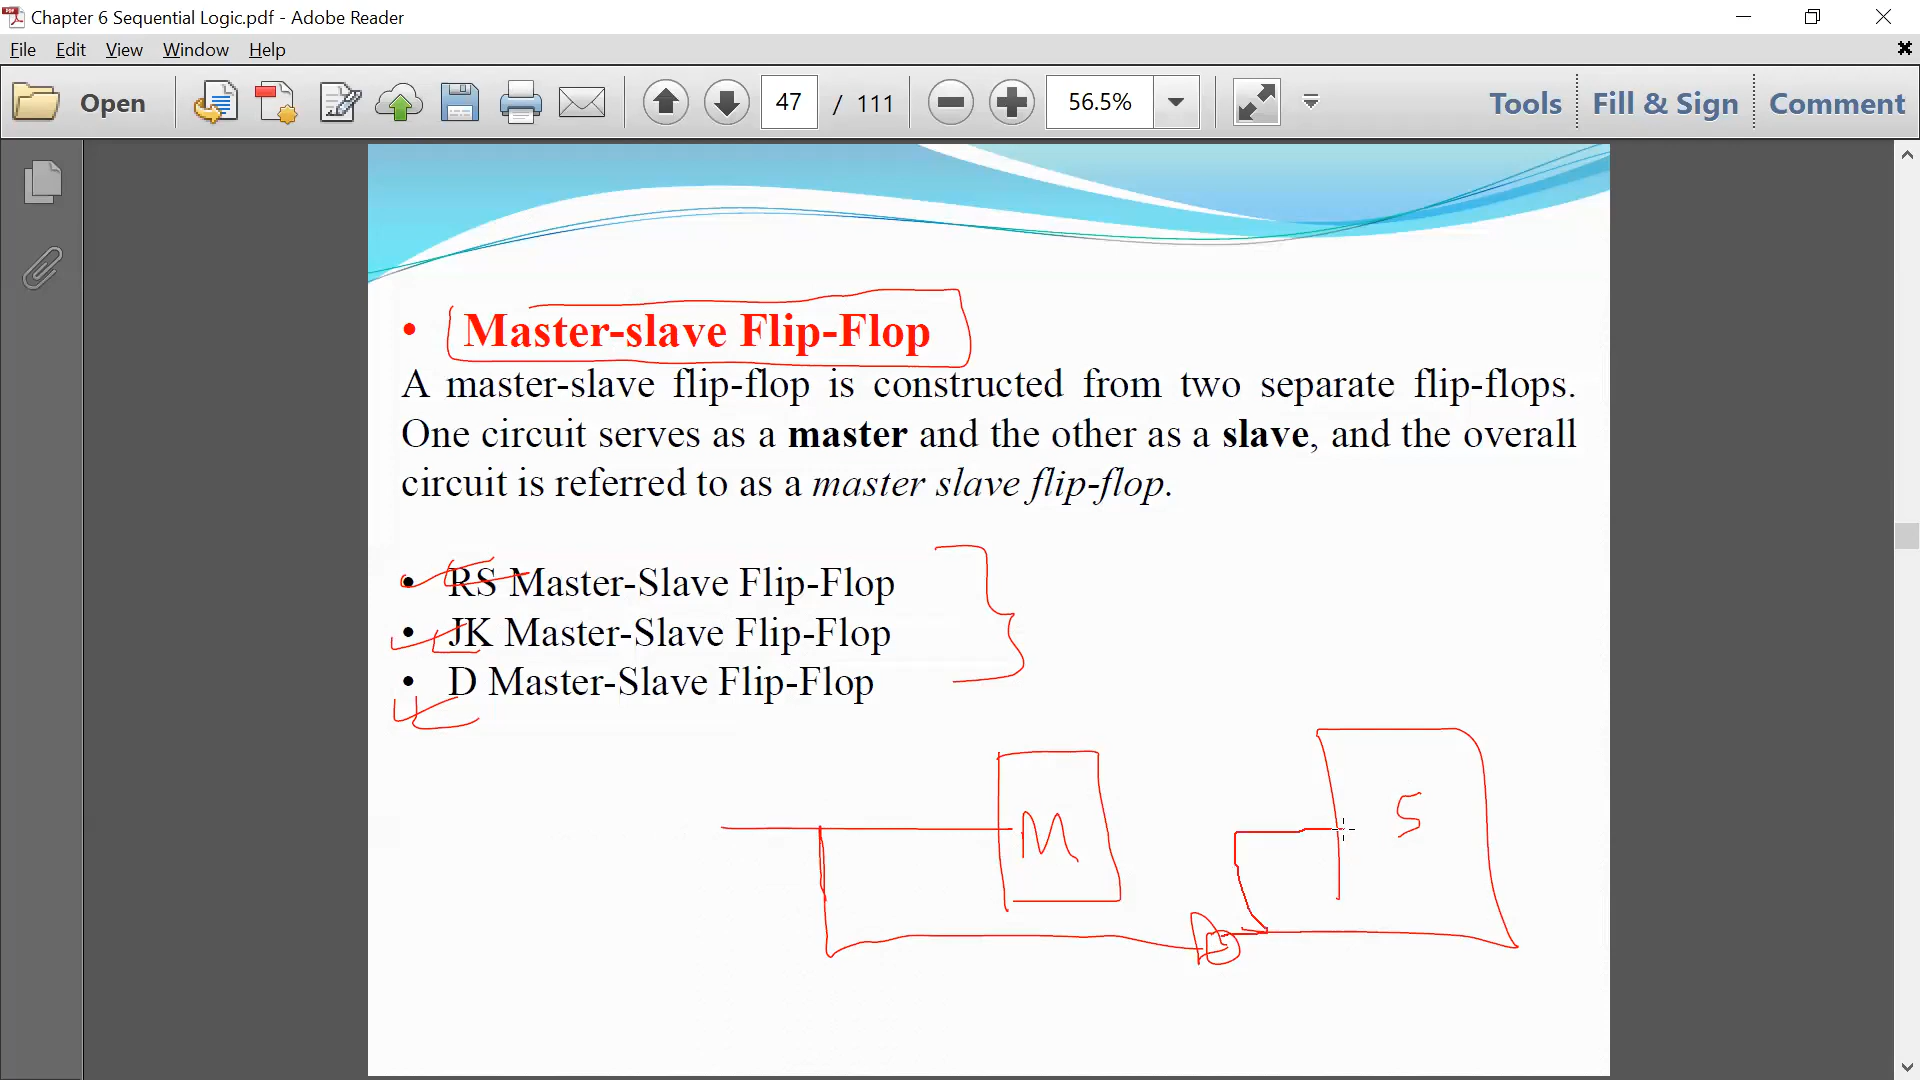 Chapter 6 Sequential Logic.pdf - Adobe Reader
File Edit View Window Help
Open 47 / 111 56.5% Tools Fill & Sign Comment
• Master-slave Flip-Flop
A master-slave flip-flop is constructed from two separate flip-flops.
One circuit serves as a master and the other as a slave, and the overall
circuit is referred to as a master slave flip-flop.
• RS Master-Slave Flip-Flop
• JK Master-Slave Flip-Flop
• D Master-Slave Flip-Flop
M
S